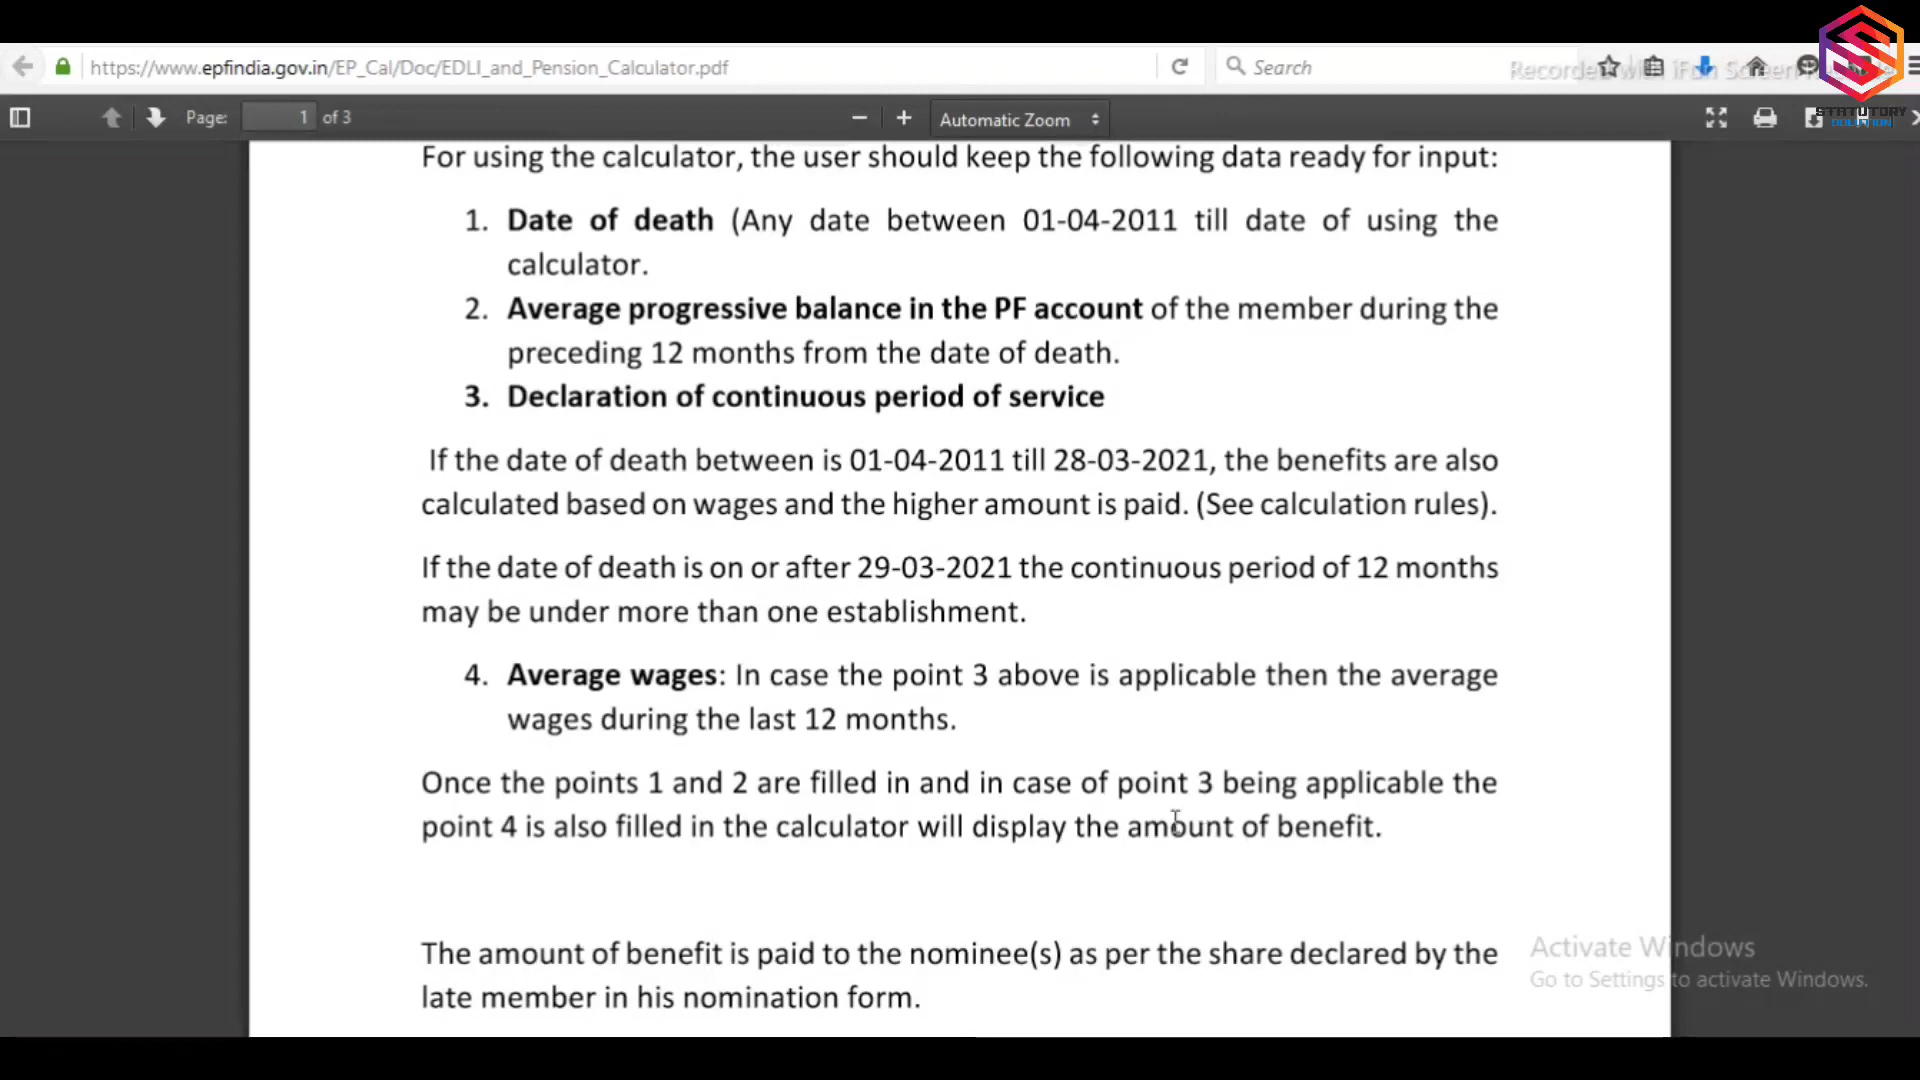 https://www.epfindia.gov.in/EP_Cal/Doc/EDLI_and_Pension_Calculator.pdf
Search
Recorded with iFun Screen
STATUTORY
SOLUTION
Page: 1 of 3
Automatic Zoom
For using the calculator, the user should keep the following data ready for input:
1. Date of death (Any date between 01-04-2011 till date of using the
calculator.
2. Average progressive balance in the PF account of the member during the
preceding 12 months from the date of death.
3. Declaration of continuous period of service
If the date of death between is 01-04-2011 till 28-03-2021, the benefits are also
calculated based on wages and the higher amount is paid. (See calculation rules).
If the date of death is on or after 29-03-2021 the continuous period of 12 months
may be under more than one establishment.
4. Average wages: In case the point 3 above is applicable then the average
wages during the last 12 months.
Once the points 1 and 2 are filled in and in case of point 3 being applicable the
point 4 is also filled in the calculator will display the amount of benefit.
The amount of benefit is paid to the nominee(s) as per the share declared by the
late member in his nomination form.
Activate Windows
Go to Settings to activate Windows.